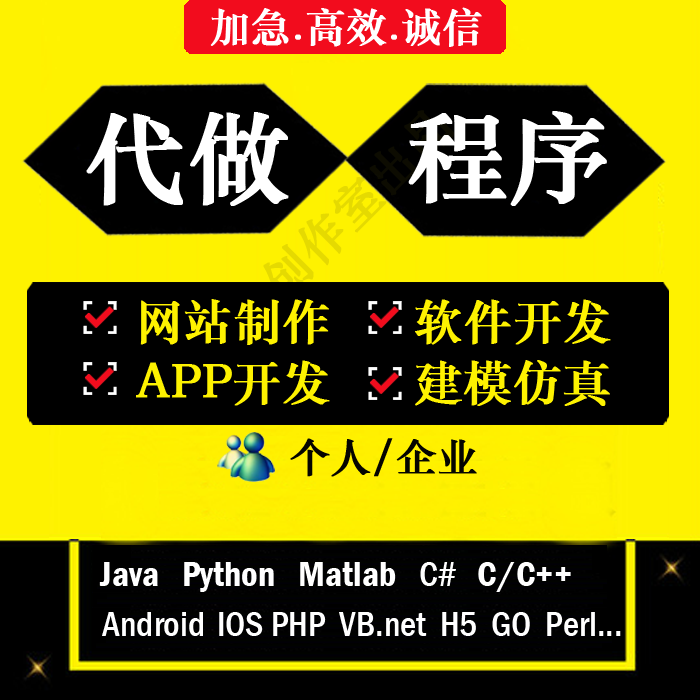 加急.高效.诚信
代做 程序
创作室出
网站制作 软件开发
APP开发 建模仿真
个人/企业
Java Python Matlab C# C/C++
Android IOS PHP VB.net H5 GO Perl...